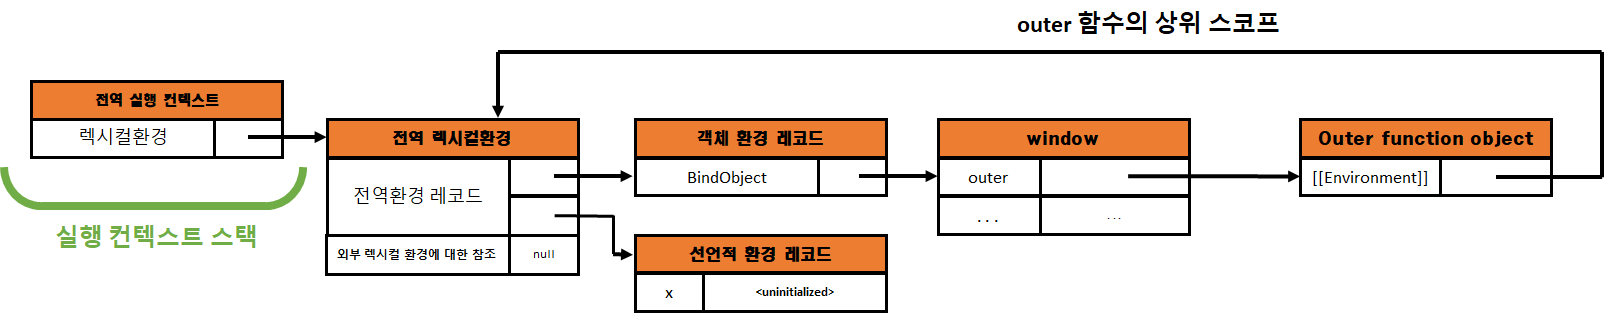 outer 함수의 상위 스코프
전역 실행 컨텍스트
렉시컬환경
실행 컨텍스트 스택
전역 렉시컬환경
전역환경 레코드
외부 렉시컬 환경에 대한 참조
null
객체 환경 레코드
BindObject
선언적 환경 레코드
x
<uninitialized>
window
outer
. . .
. . .
Outer function object
[[Environment]]